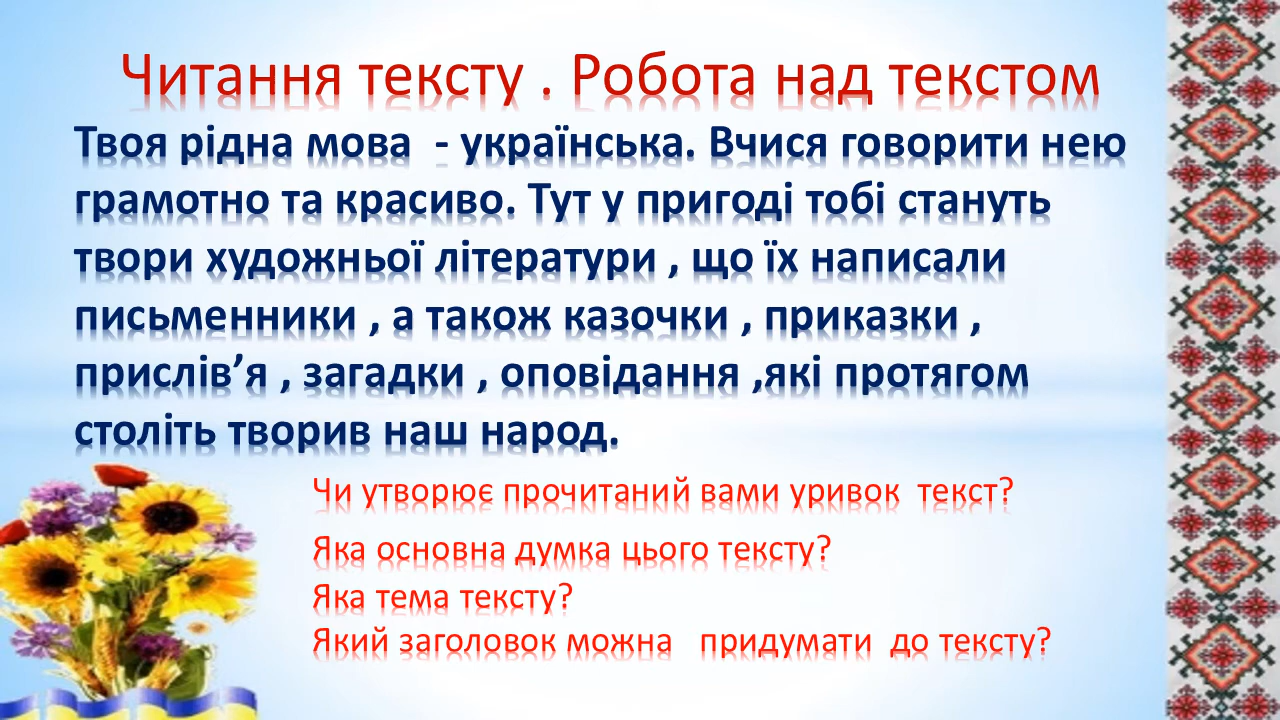 Читання тексту . Робота над текстом
Твоя рідна мова - українська. Вчися говорити нею
грамотно та красиво. Тут у пригоді тобі стануть
твори художньої літератури , що їх написали
письменники , а також казочки , приказки ,
прислів’я , загадки , оповідання ,які протягом
століть творив наш народ.
Чи утворює прочитаний вами уривок текст?
Яка основна думка цього тексту?
Яка тема тексту?
Який заголовок можна придумати до тексту?